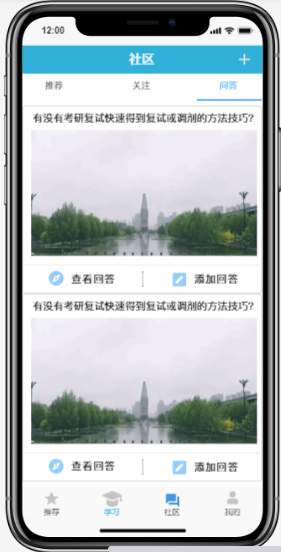 12:00
社区
推荐 关注 问答
有没有考研复试快速得到复试或调剂的方法技巧?
查看回答 添加回答
有没有考研复试快速得到复试或调剂的方法技巧?
查看回答 添加回答
推荐 学习 社区 我的